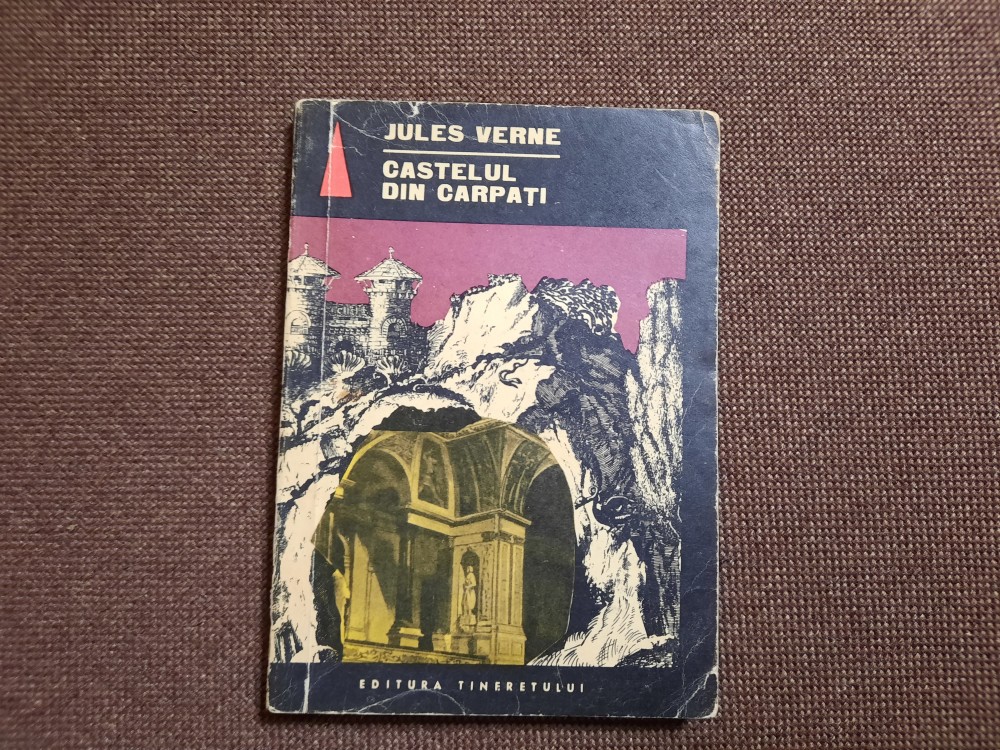 JULES VERNE
CASTELUL
DIN CARPAȚI
EDITURA TINERETULUI